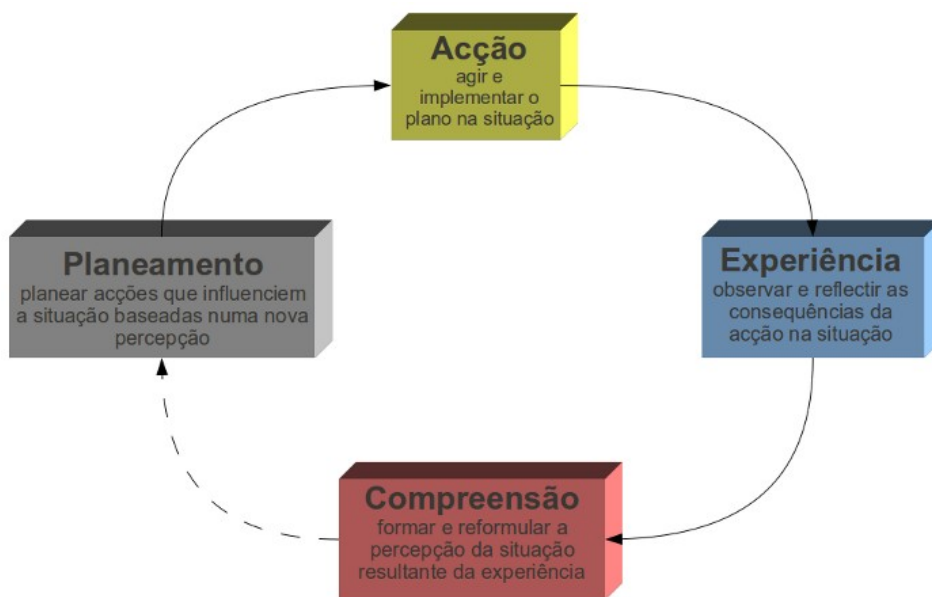 Acção
agir e
implementar o
plano na situação
Planeamento
planear acções que influenciem
a situação baseadas numa nova
percepção
Experiência
observar e reflectir as
consequências da
acção na situação
Compreensão
formar e reformular a
percepção da situação
resultante da experiência